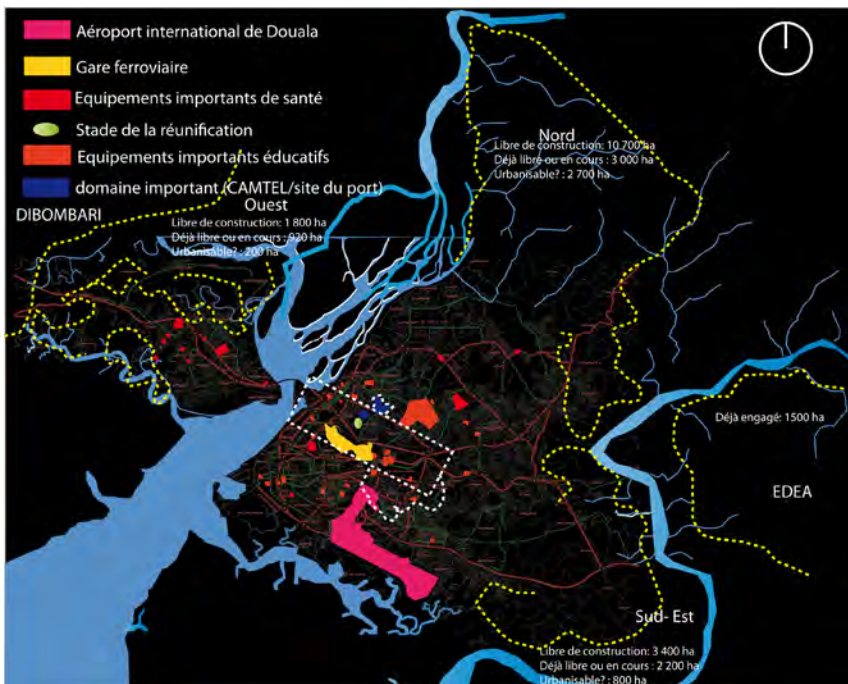 Aéroport international de Douala
Gare ferroviaire
Equipements importants de santé
Stade de la réunification
Equipements importants éducatifs
domaine important (CAMTEL/site du port)
DIBOMBARI
Ouest
Libre de construction: 1 800 ha
Déjà libre ou en cours : 920 ha
Urbanisable? : 200 ha
Nord
Libre de construction: 10 700 ha
Déjà libre ou en cours : 3 000 ha
Urbanisable? : 2 700 ha
Déjà engagé: 1500 ha
EDEA
Sud- Est
Libre de construction: 3 400 ha
Déjà libre ou en cours : 2 200 ha
Urbanisable? : 800 ha